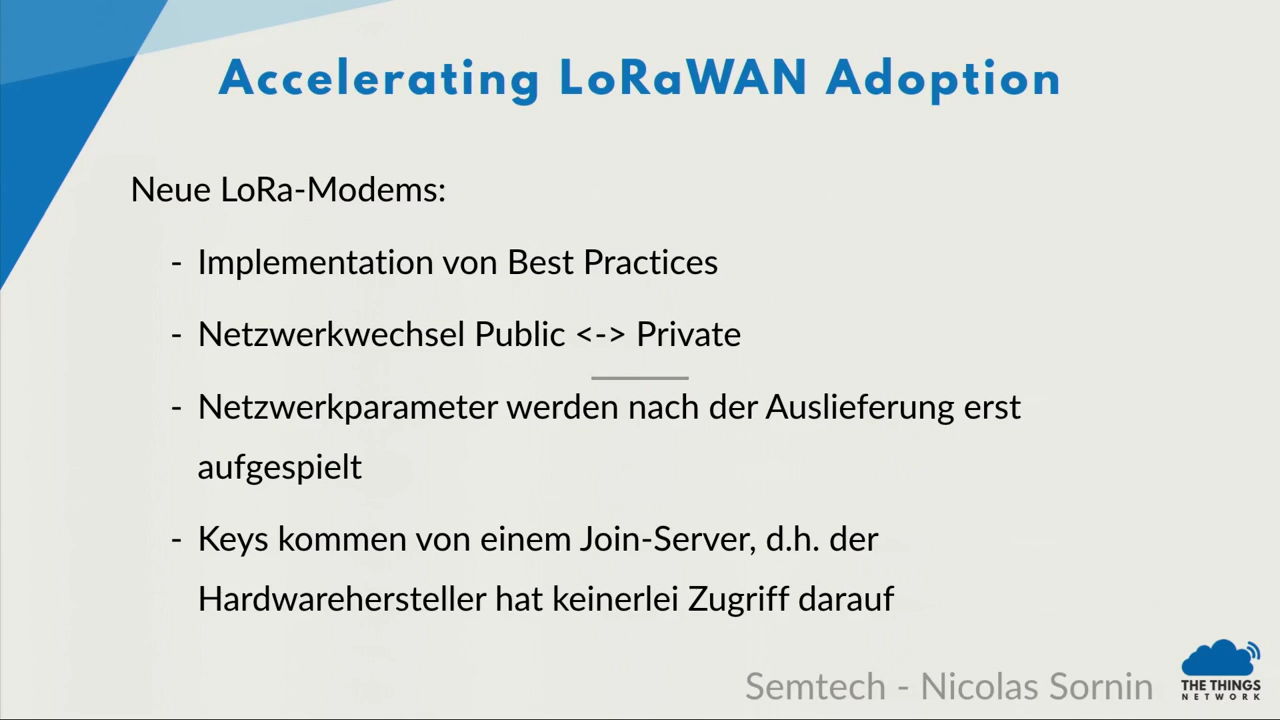 Accelerating LoRaWAN Adoption
Neue LoRa-Modems:
- Implementation von Best Practices
- Netzwerkwechsel Public <-> Private
- Netzwerkparameter werden nach der Auslieferung erst
aufgespielt
- Keys kommen von einem Join-Server, d.h. der
Hardwarehersteller hat keinerlei Zugriff darauf
Semtech - Nicolas Sornin
THE THINGS
NETWORK